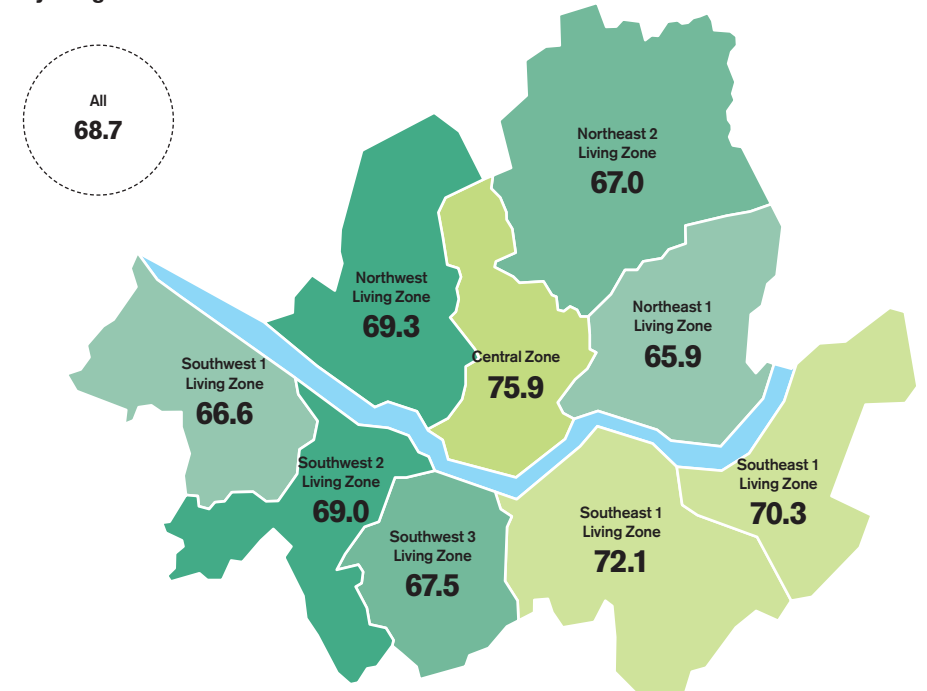 All
68.7
Northeast 2
Living Zone
67.0
Northwest
Living Zone
69.3
Northeast 1
Living Zone
65.9
Central Zone
75.9
Southwest 1
Living Zone
66.6
Southwest 2
Living Zone
69.0
Southeast 1
Living Zone
70.3
Southeast 1
Living Zone
72.1
Southwest 3
Living Zone
67.5